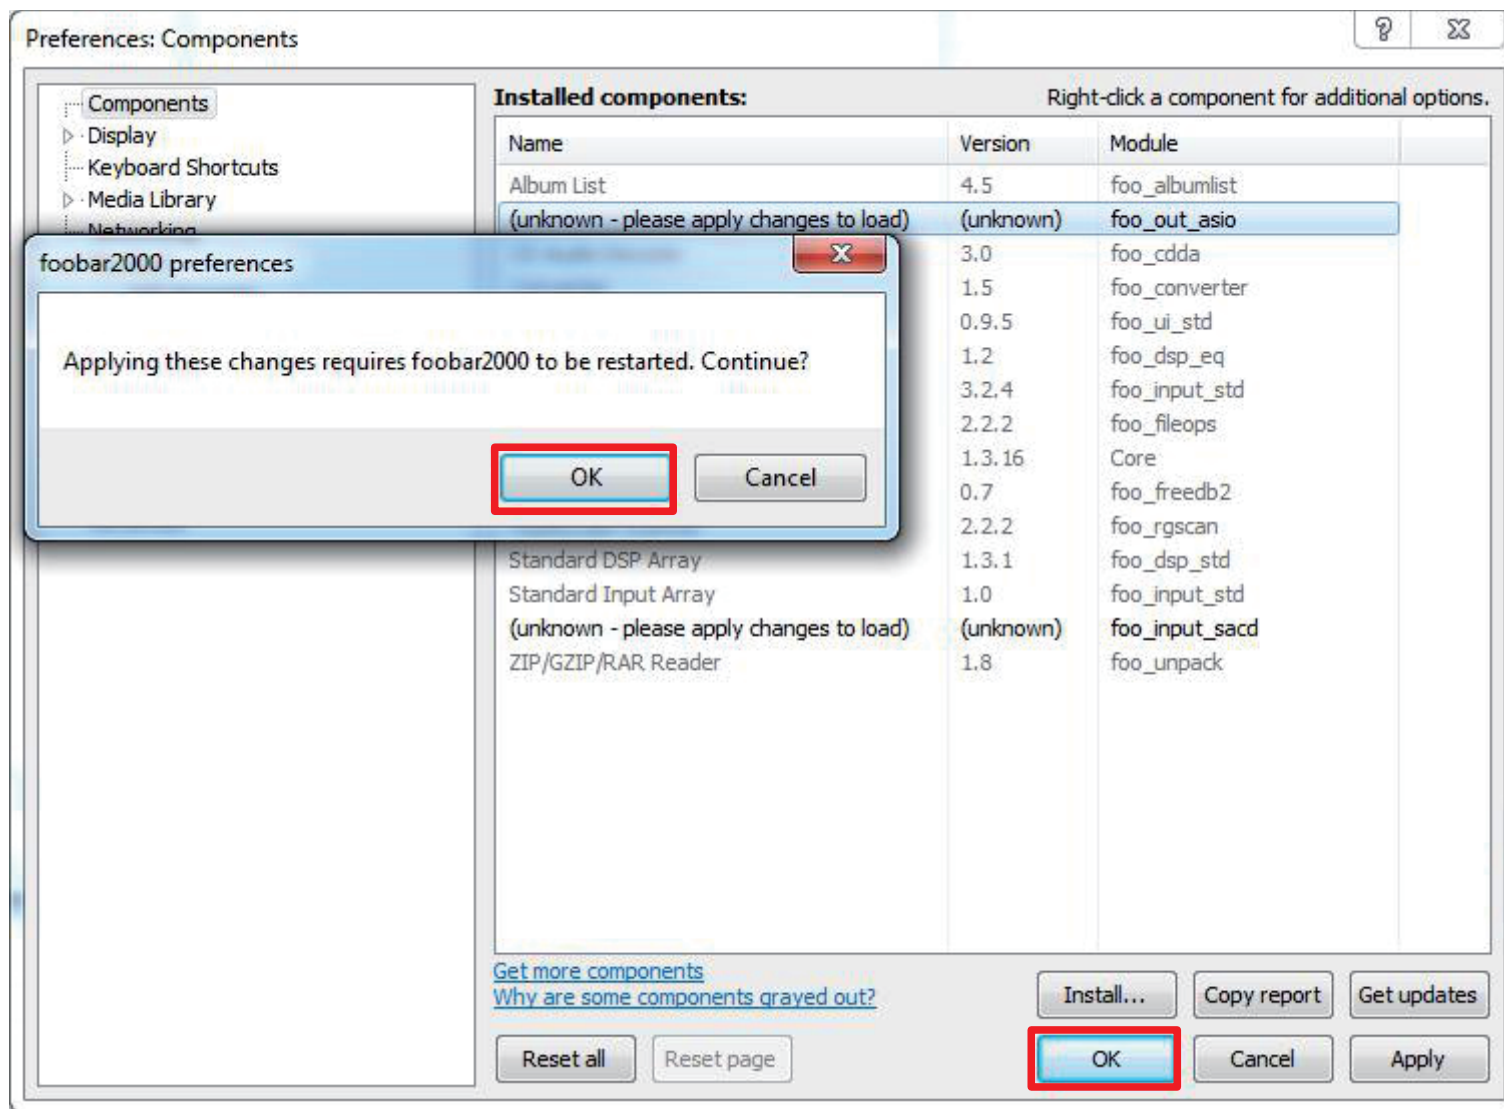 Preferences: Components
Components
Display
Keyboard Shortcuts
Media Library
Networking
Installed components:
Right-click a component for additional options.
Name Version Module
Album List 4.5 foo_albumlist
(unknown - please apply changes to load) (unknown) foo_out_asio
3.0 foo_cdda
1.5 foo_converter
0.9.5 foo_ui_std
1.2 foo_dsp_eq
3.2.4 foo_input_std
2.2.2 foo_fileops
1.3.16 Core
0.7 foo_freedb2
2.2.2 foo_rgscan
Standard DSP Array 1.3.1 foo_dsp_std
Standard Input Array 1.0 foo_input_std
(unknown - please apply changes to load) (unknown) foo_input_sacd
ZIP/GZIP/RAR Reader 1.8 foo_unpack
foobar2000 preferences
Applying these changes requires foobar2000 to be restarted. Continue?
OK Cancel
Get more components
Why are some components grayed out?
Install... Copy report Get updates
Reset all Reset page OK Cancel Apply